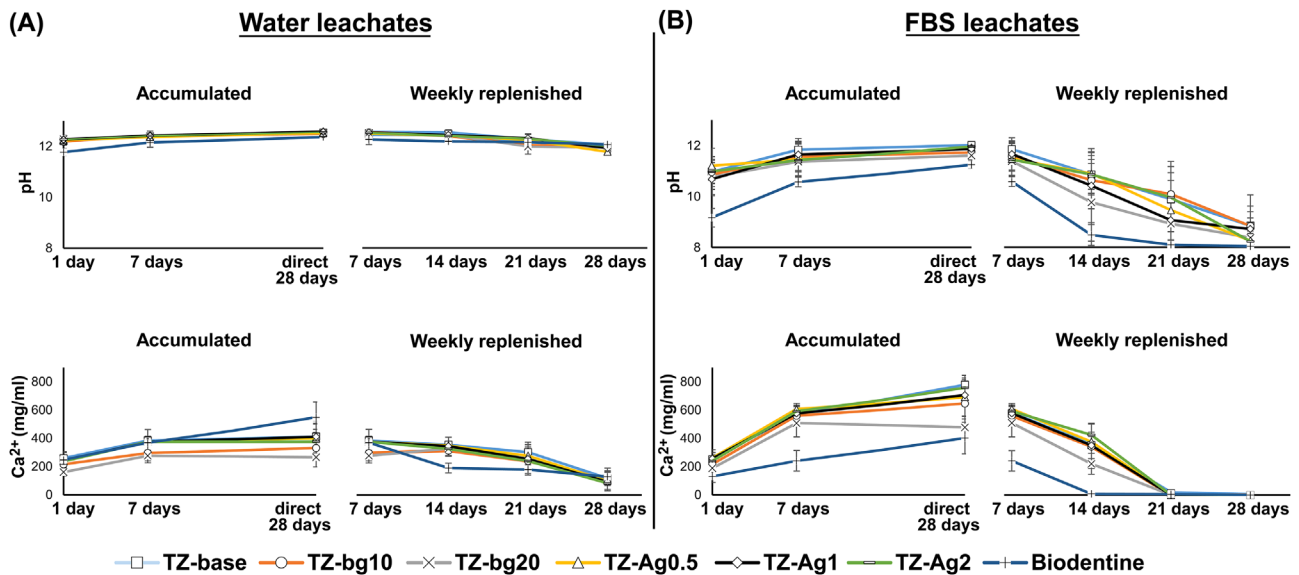 (A) Water leachates
Accumulated
Weekly replenished
pH
12
10
8
1 day 7 days direct 28 days
7 days 14 days 21 days 28 days
Accumulated
Weekly replenished
Ca²⁺ (mg/ml)
800
600
400
200
0
1 day 7 days direct 28 days
7 days 14 days 21 days 28 days
(B) FBS leachates
Accumulated
Weekly replenished
pH
12
10
8
1 day 7 days direct 28 days
7 days 14 days 21 days 28 days
Accumulated
Weekly replenished
Ca²⁺ (mg/ml)
800
600
400
200
0
1 day 7 days direct 28 days
7 days 14 days 21 days 28 days
TZ-base TZ-bg10 TZ-bg20 TZ-Ag0.5 TZ-Ag1 TZ-Ag2 Biodentine